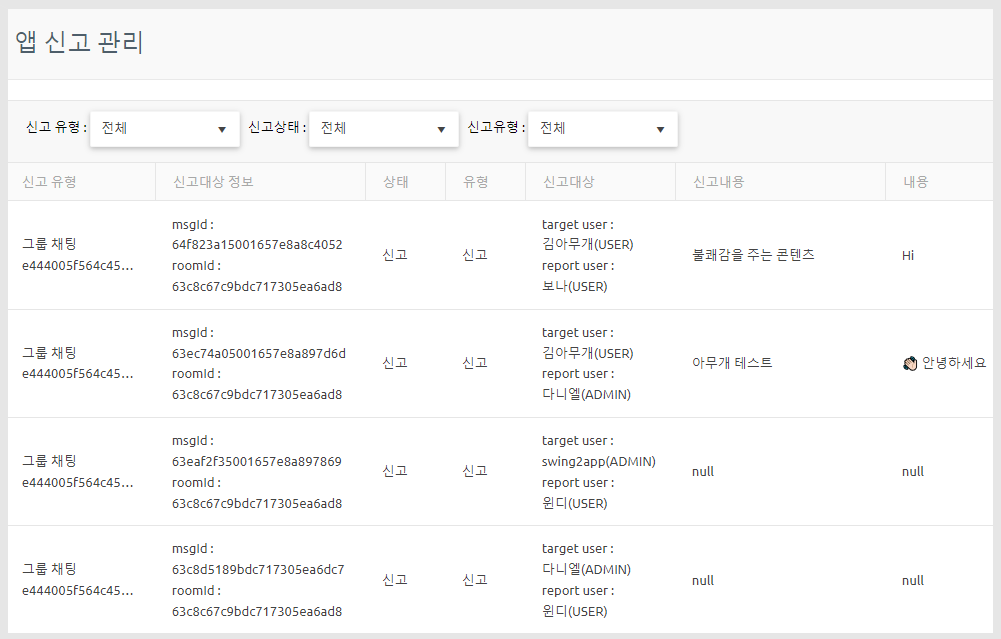 앱 신고 관리
신고 유형 : 전체 신고상태 : 전체 신고유형 : 전체
신고 유형 신고대상 정보 상태 유형 신고대상 신고내용 내용
그룹 채팅
e444005f564c45...
msgId :
64f823a15001657e8a8c4052
roomId :
63c8c67c9bdc717305ea6ad8
신고
신고
target user :
김아무개(USER)
report user :
보나(USER)
불쾌감을 주는 콘텐츠
Hi
그룹 채팅
e444005f564c45...
msgId :
63ec74a05001657e8a897d6d
roomId :
63c8c67c9bdc717305ea6ad8
신고
신고
target user :
김아무개(USER)
report user :
다니엘(ADMIN)
아무개 테스트
👏🏻 안녕하세요
그룹 채팅
e444005f564c45...
msgId :
63eaf2f35001657e8a897869
roomId :
63c8c67c9bdc717305ea6ad8
신고
신고
target user :
swing2app(ADMIN)
report user :
윈디(USER)
null
null
그룹 채팅
e444005f564c45...
msgId :
63c8d5189bdc717305ea6dc7
roomId :
63c8c67c9bdc717305ea6ad8
신고
신고
target user :
다니엘(ADMIN)
report user :
윈디(USER)
null
null